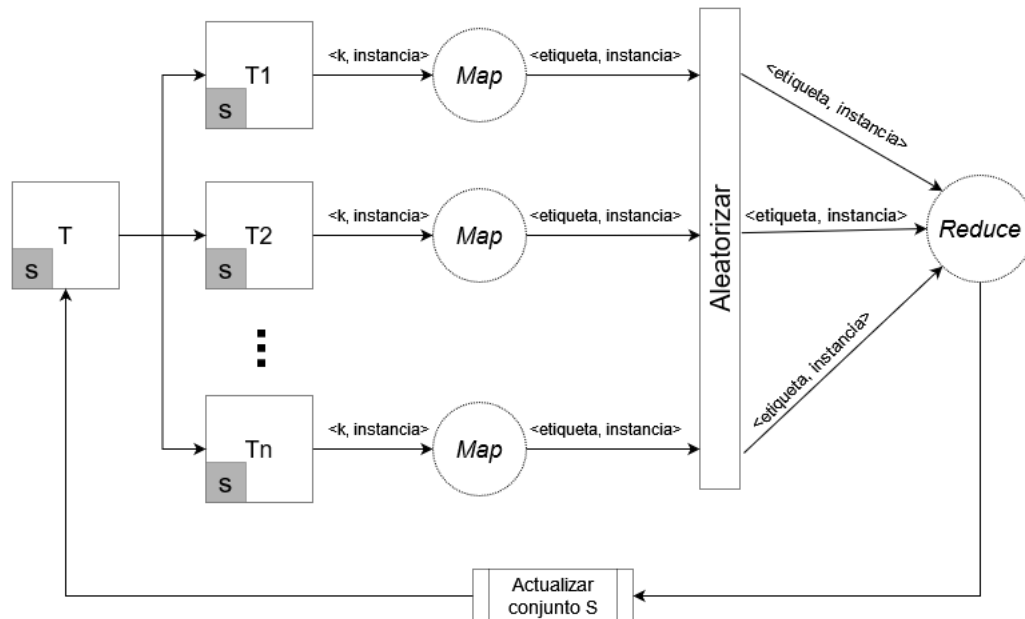 T1
S
<k, instancia>
Map
<etiqueta, instancia>
<etiqueta, instancia>
T
S
T2
S
<k, instancia>
Map
<etiqueta, instancia>
Aleatorizar
<etiqueta, instancia>
Reduce
Tn
S
<k, instancia>
Map
<etiqueta, instancia>
<etiqueta, instancia>
Actualizar
conjunto S